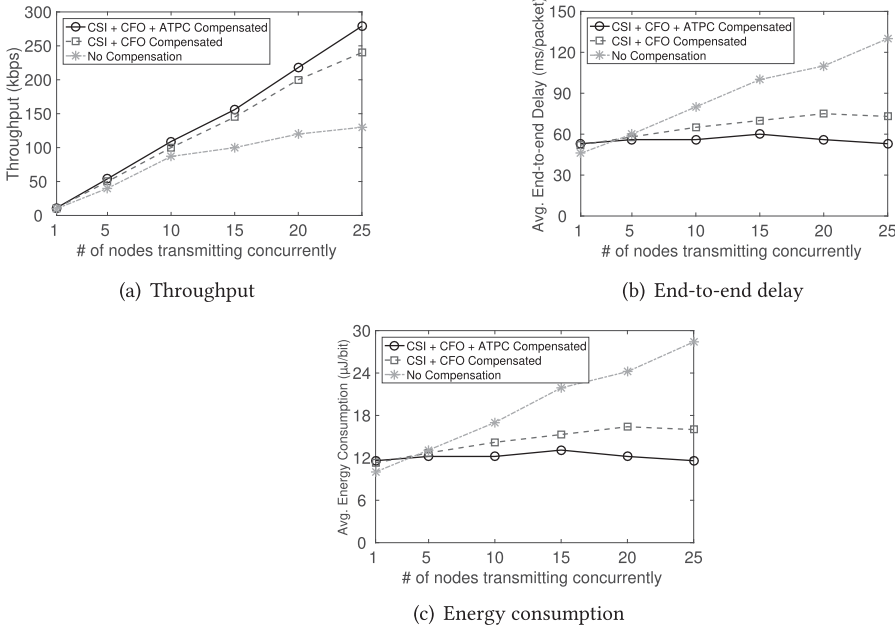 300
250
200
150
100
50
0
Throughput (kbps)
CSI + CFO + ATPC Compensated
CSI + CFO Compensated
No Compensation
1 5 10 15 20 25
# of nodes transmitting concurrently
(a) Throughput
150
120
90
60
30
0
Avg. End-to-end Delay (ms/packet)
CSI + CFO + ATPC Compensated
CSI + CFO Compensated
No Compensation
1 5 10 15 20 25
# of nodes transmitting concurrently
(b) End-to-end delay
30
24
18
12
6
0
Avg. Energy Consumption (µJ/bit)
CSI + CFO + ATPC Compensated
CSI + CFO Compensated
No Compensation
1 5 10 15 20 25
# of nodes transmitting concurrently
(c) Energy consumption